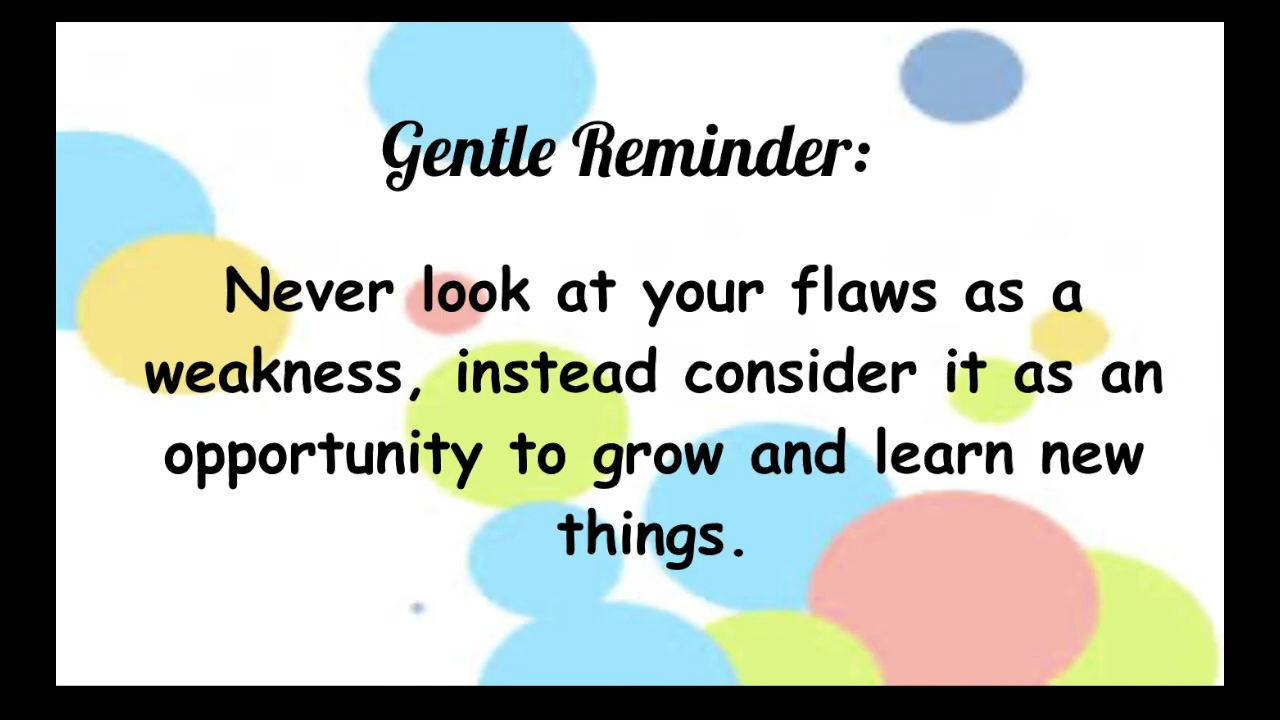 Gentle Reminder:
Never look at your flaws as a
weakness, instead consider it as an
opportunity to grow and learn new
things.